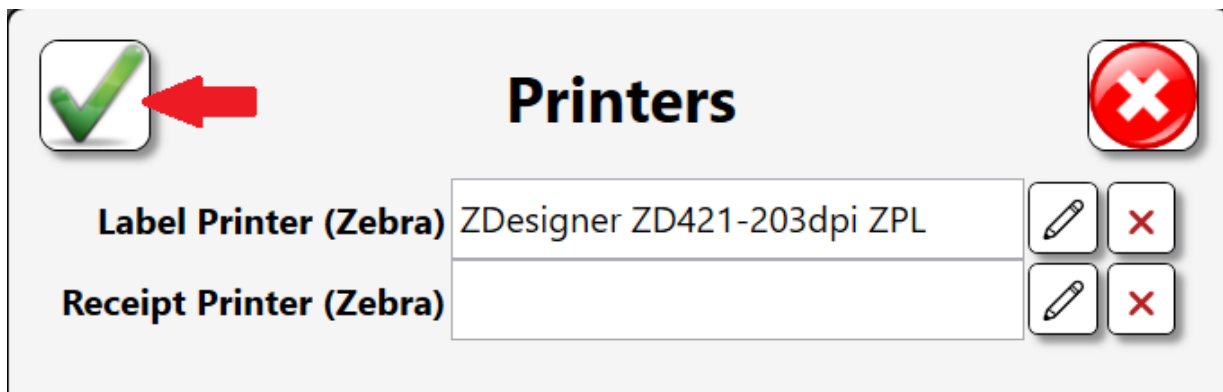 Printers
Label Printer (Zebra) ZDesigner ZD421-203dpi ZPL
Receipt Printer (Zebra)